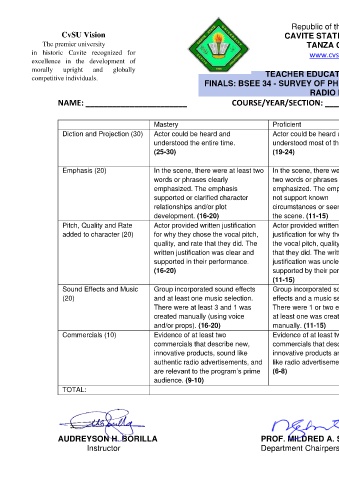 CvSU Vision
The premier university
in historic Cavite recognized for
excellence in the development of
morally upright and globally
competitive individuals.
Republic of th
CAVITE STAT
TANZA C
www.cvs
TEACHER EDUCAT
FINALS: BSEE 34 - SURVEY OF PH
RADIO
NAME: COURSE/YEAR/SECTION:
Mastery Proficient
Diction and Projection (30) Actor could be heard and Actor could be heard
understood the entire time. understood most of th
(25-30) (19-24)
Emphasis (20) In the scene, there were at least two In the scene, there we
words or phrases clearly two words or phrases
emphasized. The emphasis emphasized. The emp
supported or clarified character not support known
relationships and/or plot circumstances or seem
development. (16-20) the scene. (11-15)
Pitch, Quality and Rate Actor provided written justification Actor provided written
added to character (20) for why they chose the vocal pitch, justification for why the
quality, and rate that they did. The the vocal pitch, quality
written justification was clear and that they did. The writt
supported in their performance. justification was uncle
(16-20) supported by their per
(11-15)
Sound Effects and Music Group incorporated sound effects Group incorporated so
(20) and at least one music selection. effects and a music se
There were at least 3 and 1 was There were 1 or two e
created manually (using voice at least one was create
and/or props). (16-20) manually. (11-15)
Commercials (10) Evidence of at least two Evidence of at least tw
commercials that describe new, commercials that desc
innovative products, sound like innovative products ar
authentic radio advertisements, and like radio advertiseme
are relevant to the program's prime (6-8)
audience. (9-10)
TOTAL:
AUDREYSON H. BORILLA PROF. MILDRED A. S
Instructor Department Chairpers